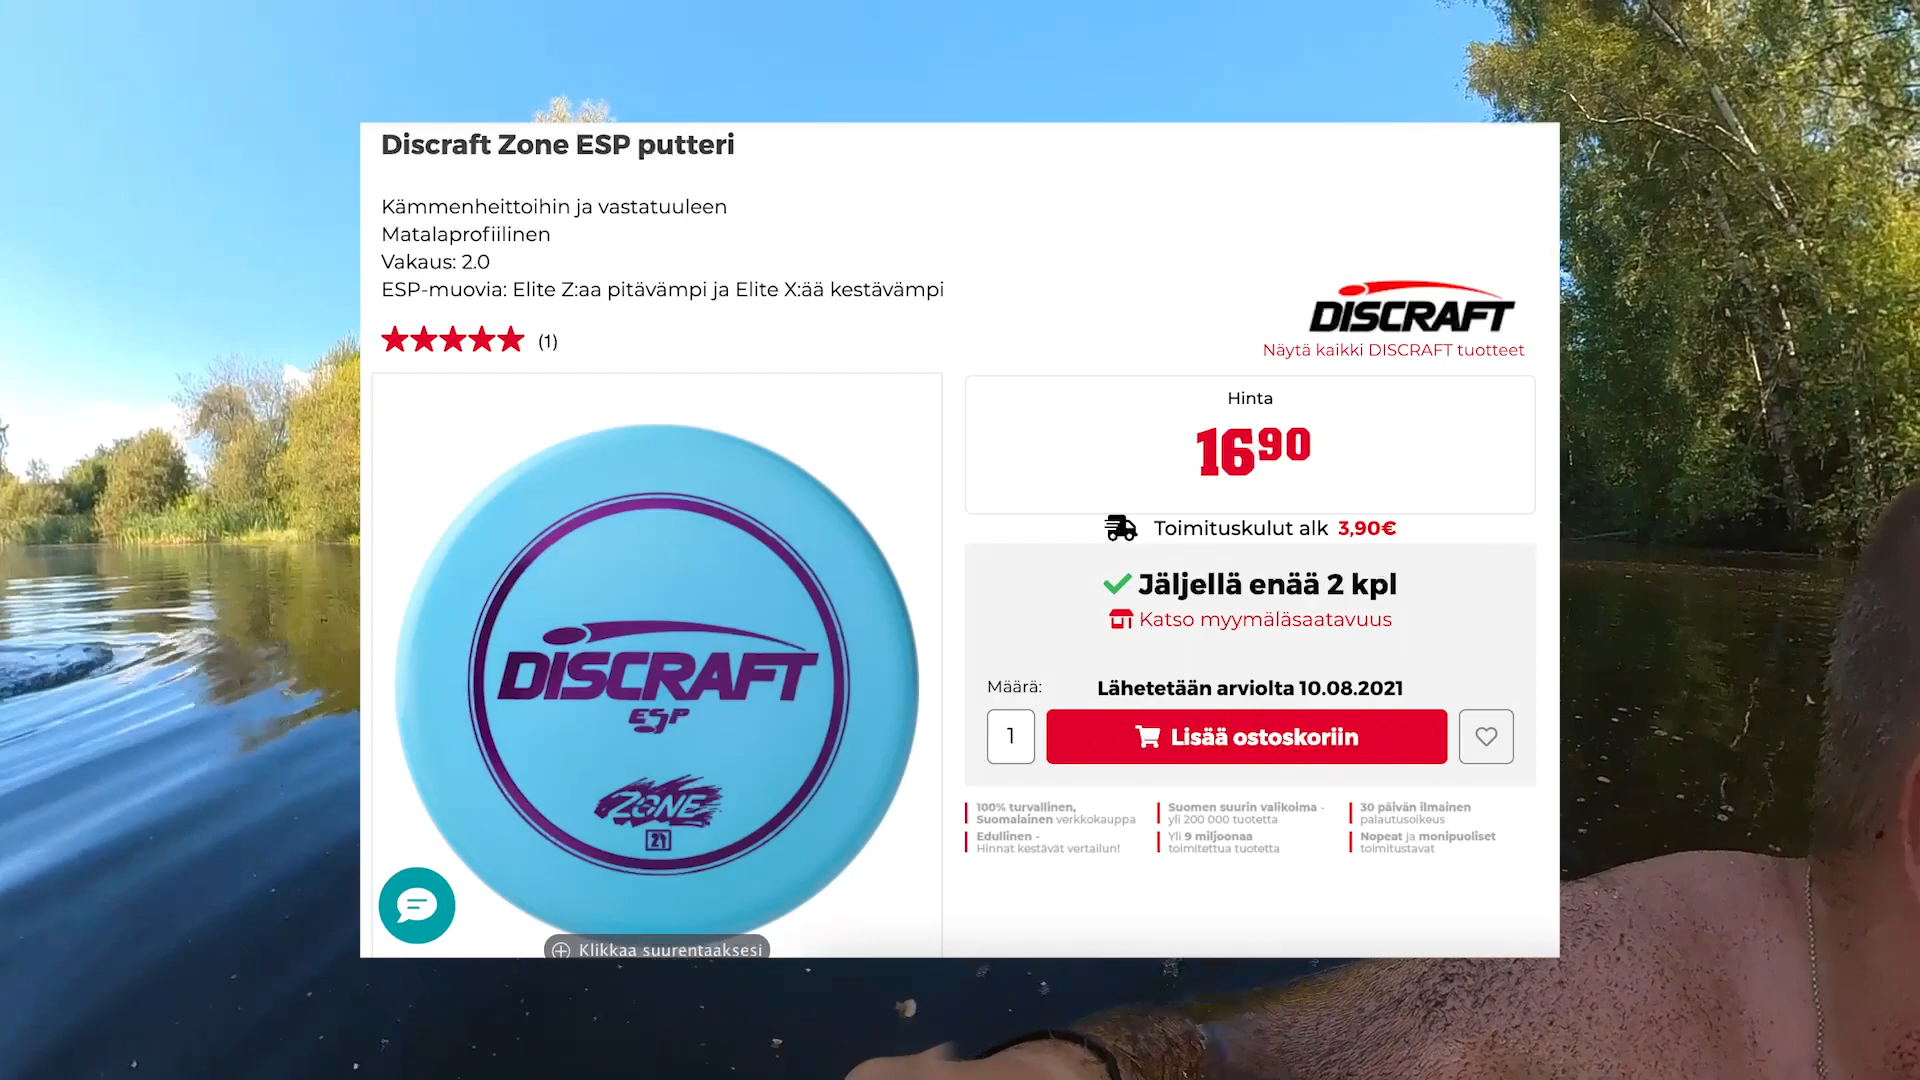 Discraft Zone ESP putteri
Kämmenheittoihin ja vastatuuleen
Matalaprofiilinen
Vakaus: 2.0
ESP-muovia: Elite Z:aa pitävämpi ja Elite X:ää kestävämpi
(1)
DISCRAFT
Näytä kaikki DISCRAFT tuotteet
Hinta
1690
Toimituskulut alk 3,90€
Jäljellä enää 2 kpl
Katso myymäläsaatavuus
Määrä:
Lähetetään arviolta 10.08.2021
1
Lisää ostoskoriin
100% turvallinen,
Suomalainen verkkokauppa
Edullinen -
Hinnat kestävät vertailun!
Suomen suurin valikoima -
yli 200 000 tuotetta
Yli 9 miljoonaa
toimitettua tuotetta
30 päivän ilmainen
palautusoikeus
Nopeat ja monipuoliset
toimitustavat
DISCRAFT
ESP
ZONE
21
Klikkaa suurentaaksesi